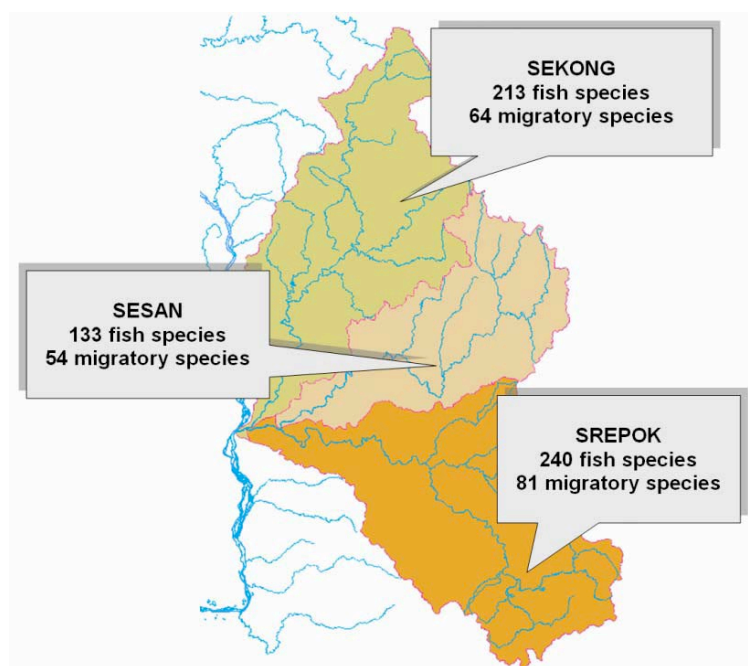 SEKONG
213 fish species
64 migratory species
SESAN
133 fish species
54 migratory species
SREPOK
240 fish species
81 migratory species